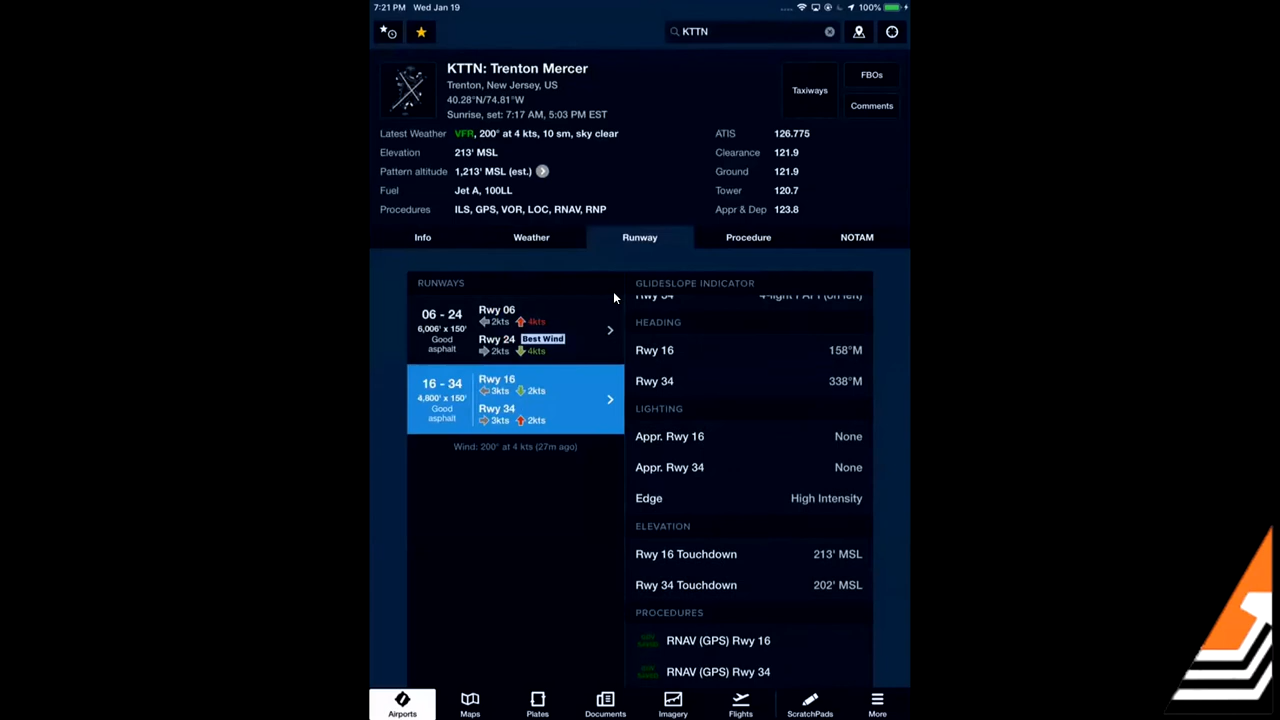 7:21 PM Wed Jan 19
100%
KTTN
KTTN: Trenton Mercer
Trenton, New Jersey, US
40.28°N/74.81°W
Sunrise, set: 7:17 AM, 5:03 PM EST
Taxiways
FBOs
Comments
Latest Weather VFR, 200° at 4 kts, 10 sm, sky clear
Elevation 213' MSL
Pattern altitude 1,213' MSL (est.)
Fuel Jet A, 100LL
Procedures ILS, GPS, VOR, LOC, RNAV, RNP
ATIS 126.775
Clearance 121.9
Ground 121.9
Tower 120.7
Appr & Dep 123.8
Info Weather Runway Procedure NOTAM
RUNWAYS
06 - 24
6,006' x 150'
Good
asphalt
Rwy 06
2kts 4kts
Rwy 24 Best Wind
2kts 4kts
16 - 34
4,800' x 150'
Good
asphalt
Rwy 16
3kts 2kts
Rwy 34
3kts 2kts
Wind: 200° at 4 kts (27m ago)
GLIDESLOPE INDICATOR
Rwy 34 4-light PAPI (on left)
HEADING
Rwy 16 158°M
Rwy 34 338°M
LIGHTING
Appr. Rwy 16 None
Appr. Rwy 34 None
Edge High Intensity
ELEVATION
Rwy 16 Touchdown 213' MSL
Rwy 34 Touchdown 202' MSL
PROCEDURES
RNAV (GPS) Rwy 16
RNAV (GPS) Rwy 34
Airports Maps Plates Documents Imagery Flights ScratchPads More